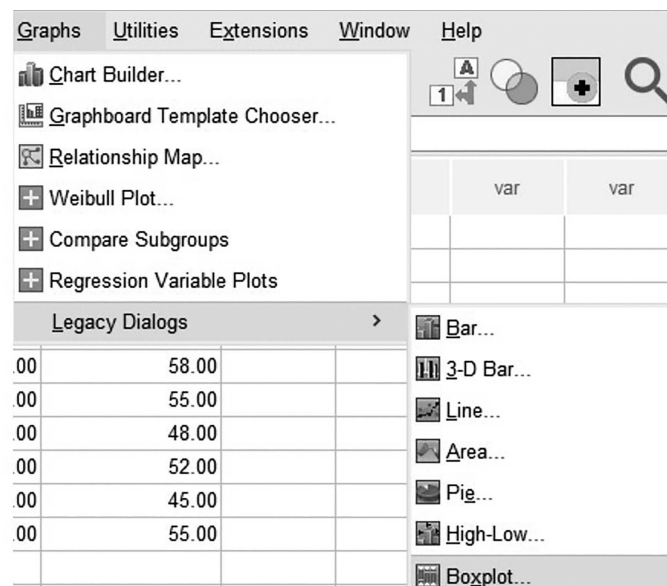 Graphs Utilities Extensions Window Help
Chart Builder...
Graphboard Template Chooser...
Relationship Map...
Weibull Plot...
Compare Subgroups
Regression Variable Plots
Legacy Dialogs >
A
1
var var
Bar...
3-D Bar...
Line...
Area...
Pie...
High-Low...
Boxplot...
.00 58.00
.00 55.00
.00 48.00
.00 52.00
.00 45.00
.00 55.00